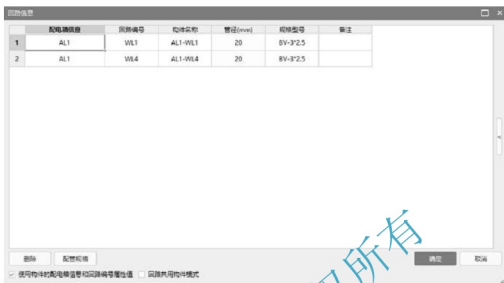 回路信息
配电箱信息 回路编号 构件名称 管径(mm) 规格型号 备注
1 AL1 WL1 AL1-WL1 20 BV-3*2.5
2 AL1 WL4 AL1-WL4 20 BV-3*2.5
所有
删除 配管规格 确定 取消
使用构件的配电箱信息和回路编号属性值 回路共用构件模式